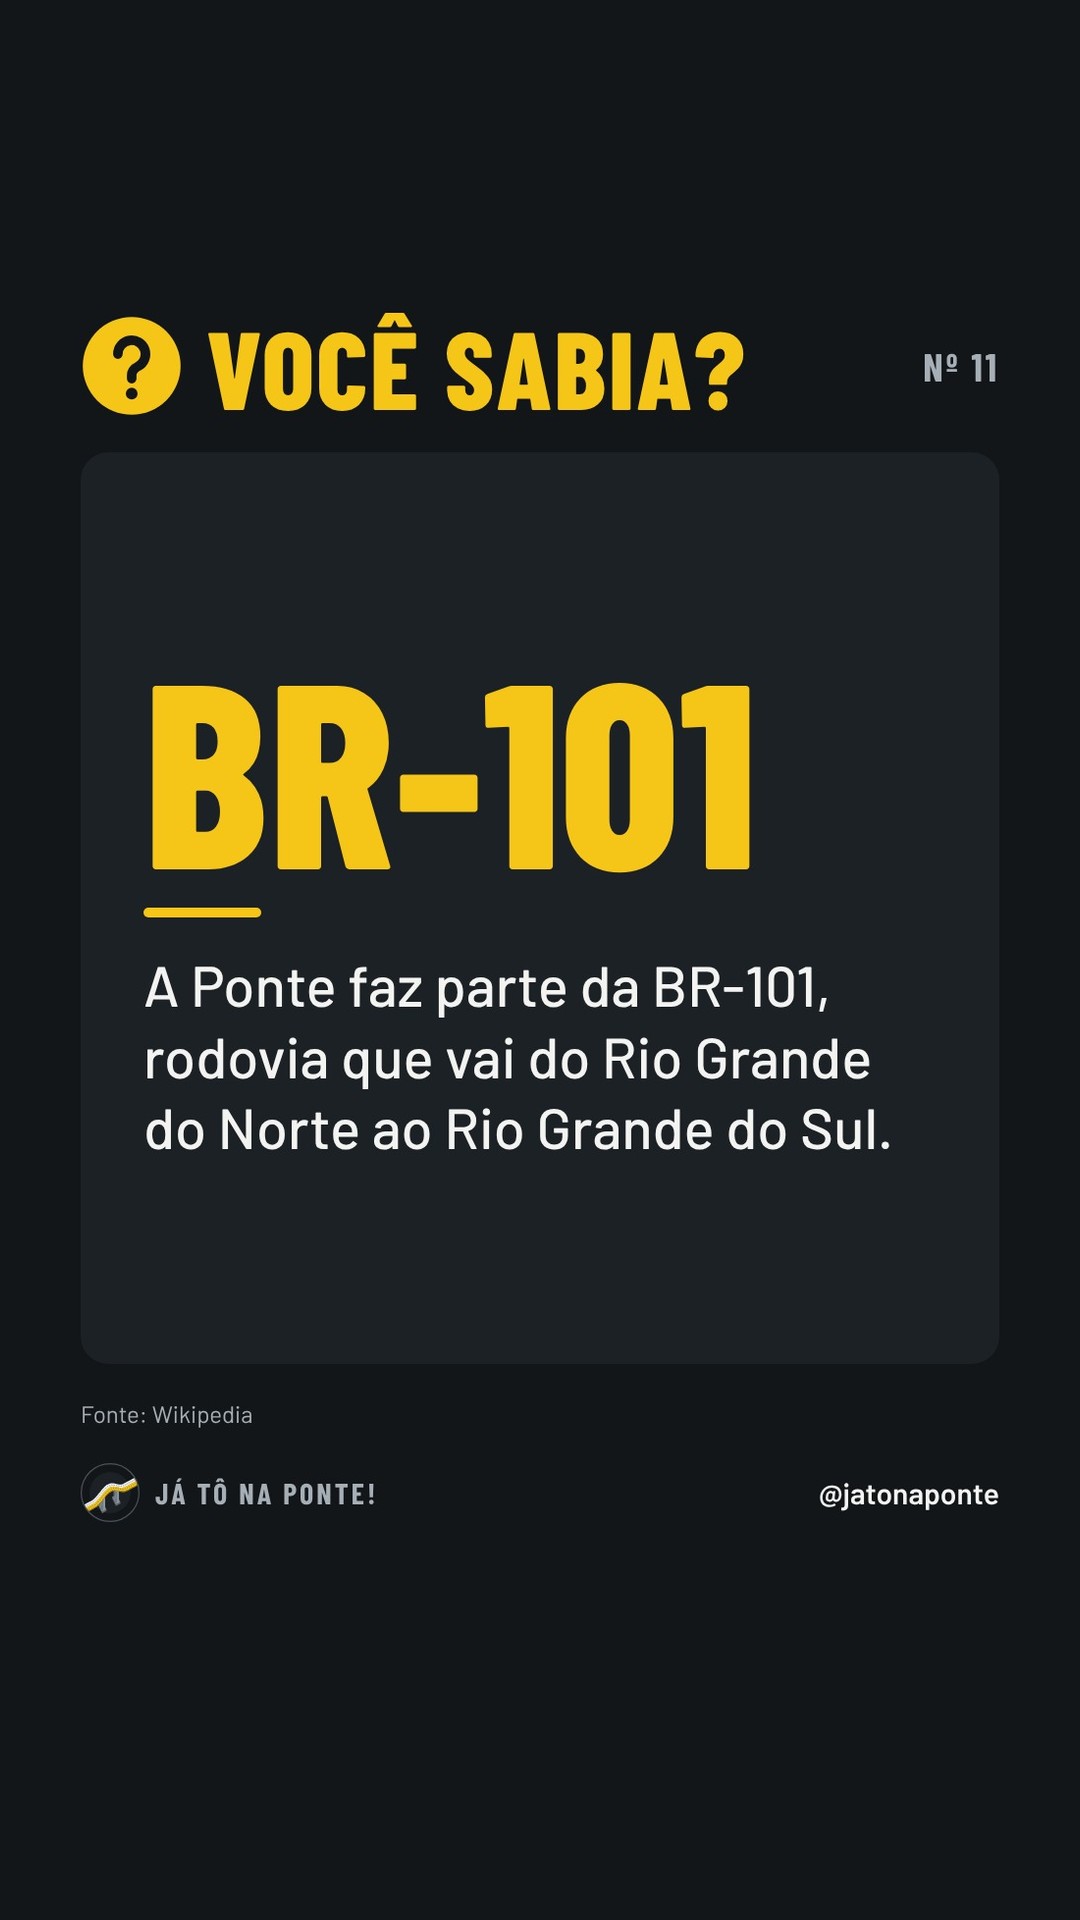 ? VOCÊ SABIA?
Nº 11
BR-101
A Ponte faz parte da BR-101,
rodovia que vai do Rio Grande
do Norte ao Rio Grande do Sul.
Fonte: Wikipedia
JÁ TÔ NA PONTE!
@jatonaponte